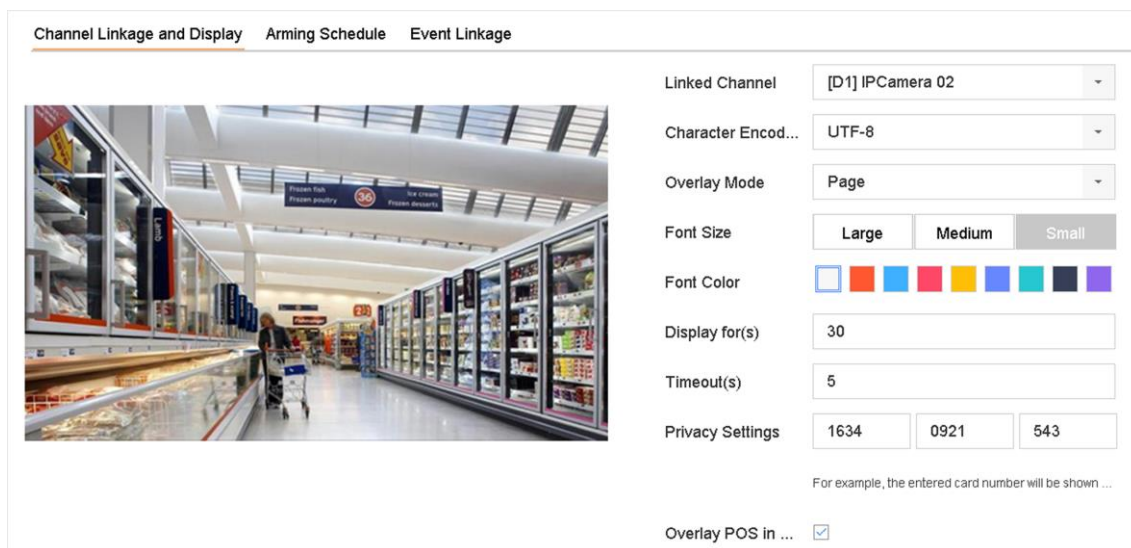 Channel Linkage and Display Arming Schedule Event Linkage
Linked Channel [D1] IPCamera 02
Character Encod... UTF-8
Overlay Mode Page
Font Size Large Medium Small
Font Color
Display for(s) 30
Timeout(s) 5
Privacy Settings 1634 0921 543
For example, the entered card number will be shown ...
Overlay POS in ...
Frozen fish
Frozen poultry
36
Ice cream
Frozen desserts
Lamb